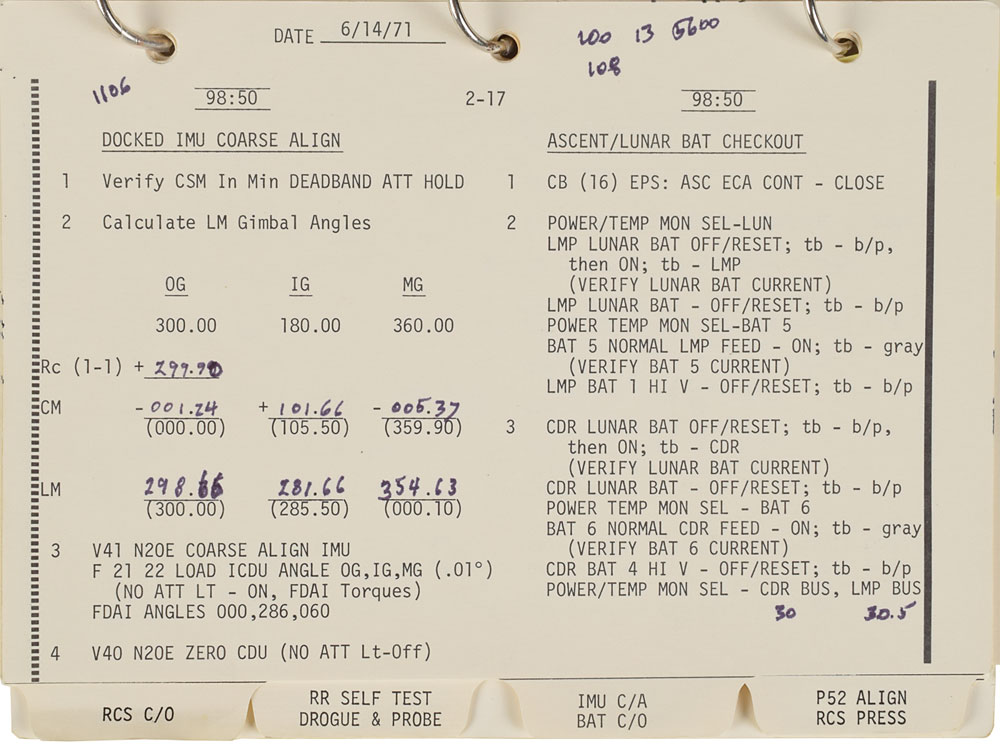 DATE 6/14/71
100 13 5600
108
1106
98:50
2-17
DOCKED IMU COARSE ALIGN
1 Verify CSM In Min DEADBAND ATT HOLD
2 Calculate LM Gimbal Angles
OG IG MG
300.00 180.00 360.00
Rc (1-1) + 299.90
CM - 001.24 + 101.66 - 005.37
(000.00) (105.50) (359.90)
LM 298.66 281.66 354.63
(300.00) (285.50) (000.10)
3 V41 N20E COARSE ALIGN IMU
F 21 22 LOAD ICDU ANGLE OG,IG,MG (.01°)
(NO ATT LT - ON, FDAI Torques)
FDAI ANGLES 000,286,060
4 V40 N20E ZERO CDU (NO ATT Lt-Off)
98:50
ASCENT/LUNAR BAT CHECKOUT
1 CB (16) EPS: ASC ECA CONT - CLOSE
2 POWER/TEMP MON SEL-LUN
LMP LUNAR BAT OFF/RESET; tb - b/p,
then ON; tb - LMP
(VERIFY LUNAR BAT CURRENT)
LMP LUNAR BAT - OFF/RESET; tb - b/p
POWER TEMP MON SEL-BAT 5
BAT 5 NORMAL LMP FEED - ON; tb - gray
(VERIFY BAT 5 CURRENT)
LMP BAT 1 HI V - OFF/RESET; tb - b/p
3 CDR LUNAR BAT OFF/RESET; tb - b/p,
then ON; tb - CDR
(VERIFY LUNAR BAT CURRENT)
CDR LUNAR BAT - OFF/RESET; tb - b/p
POWER TEMP MON SEL - BAT 6
BAT 6 NORMAL CDR FEED - ON; tb - gray
(VERIFY BAT 6 CURRENT)
CDR BAT 4 HI V - OFF/RESET; tb - b/p
POWER/TEMP MON SEL - CDR BUS, LMP BUS
30 30.5
RCS C/O
RR SELF TEST
DROGUE & PROBE
IMU C/A
BAT C/O
P52 ALIGN
RCS PRESS